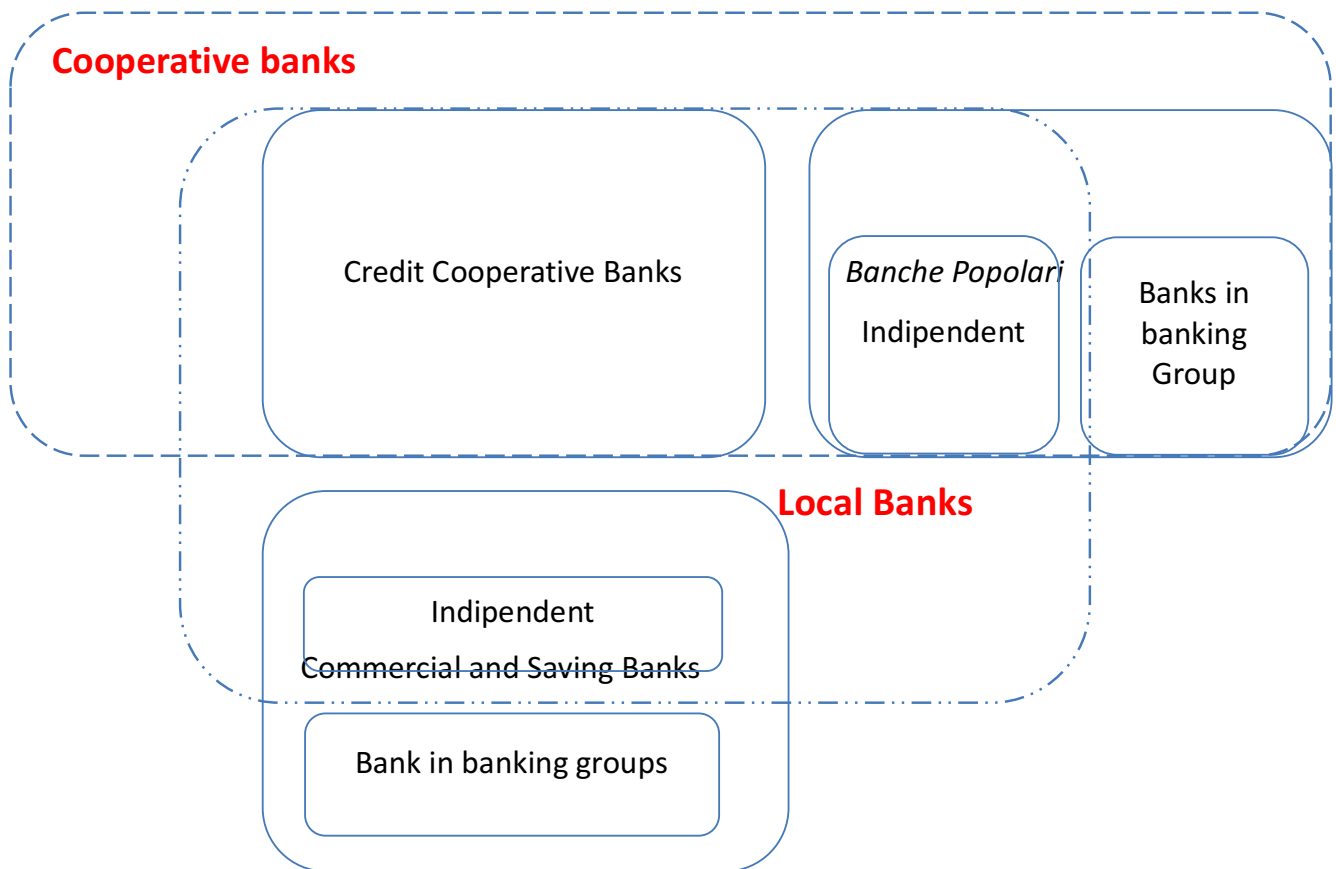 Cooperative banks
Credit Cooperative Banks
Banche Popolari
Indipendent
Banks in
banking
Group
Local Banks
Indipendent
Commercial and Saving Banks
Bank in banking groups